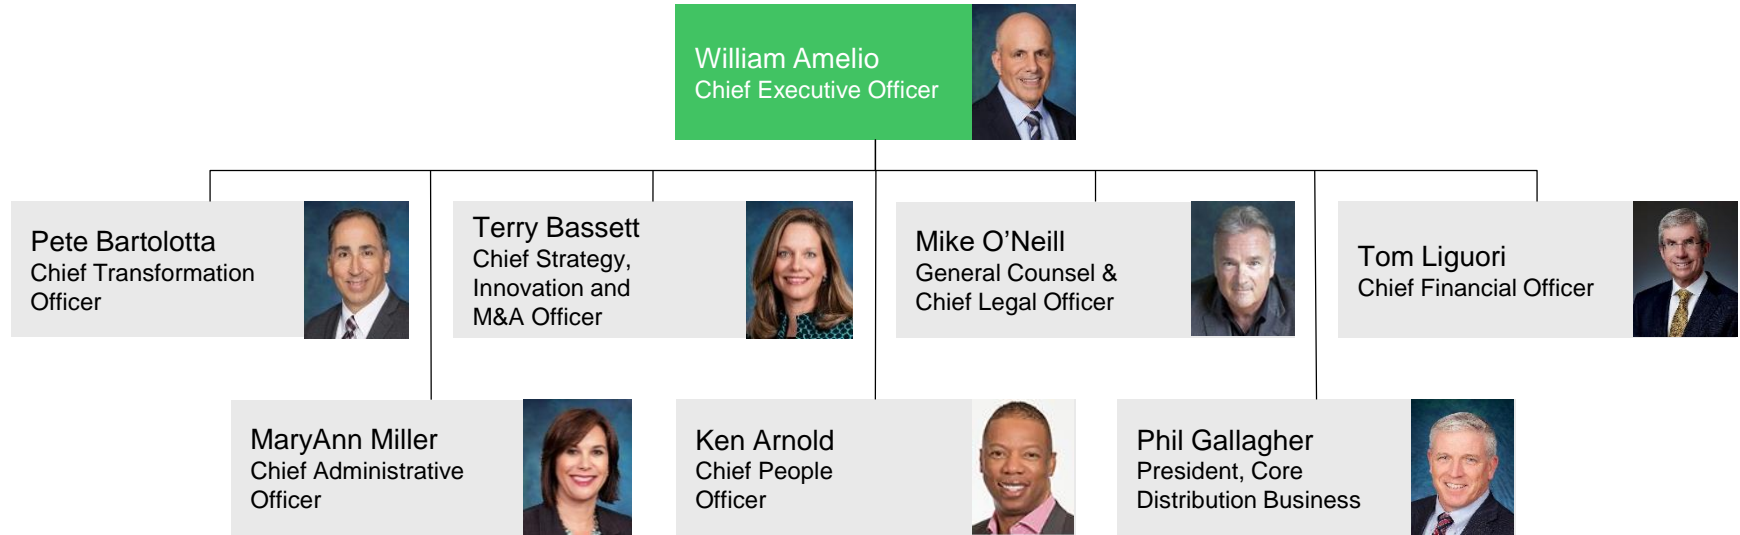 William Amelio
Chief Executive Officer
Pete Bartolotta
Chief Transformation
Officer
Terry Bassett
Chief Strategy,
Innovation and
M&A Officer
Mike O’Neill
General Counsel &
Chief Legal Officer
Tom Liguori
Chief Financial Officer
MaryAnn Miller
Chief Administrative
Officer
Ken Arnold
Chief People
Officer
Phil Gallagher
President, Core
Distribution Business